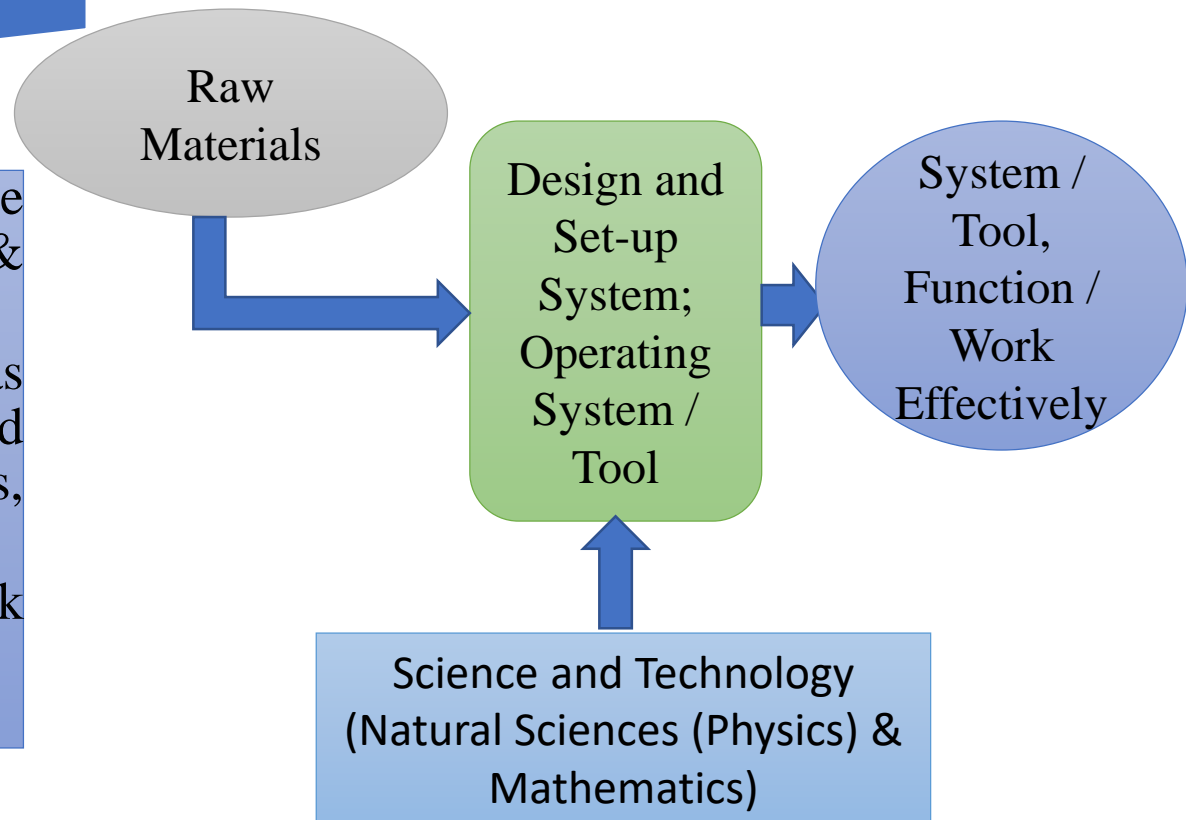 Raw
Materials
e
&
as
d
s,
k
Design and
Set-up
System;
Operating
System /
Tool
System /
Tool,
Function /
Work
Effectively
Science and Technology
(Natural Sciences (Physics) &
Mathematics)